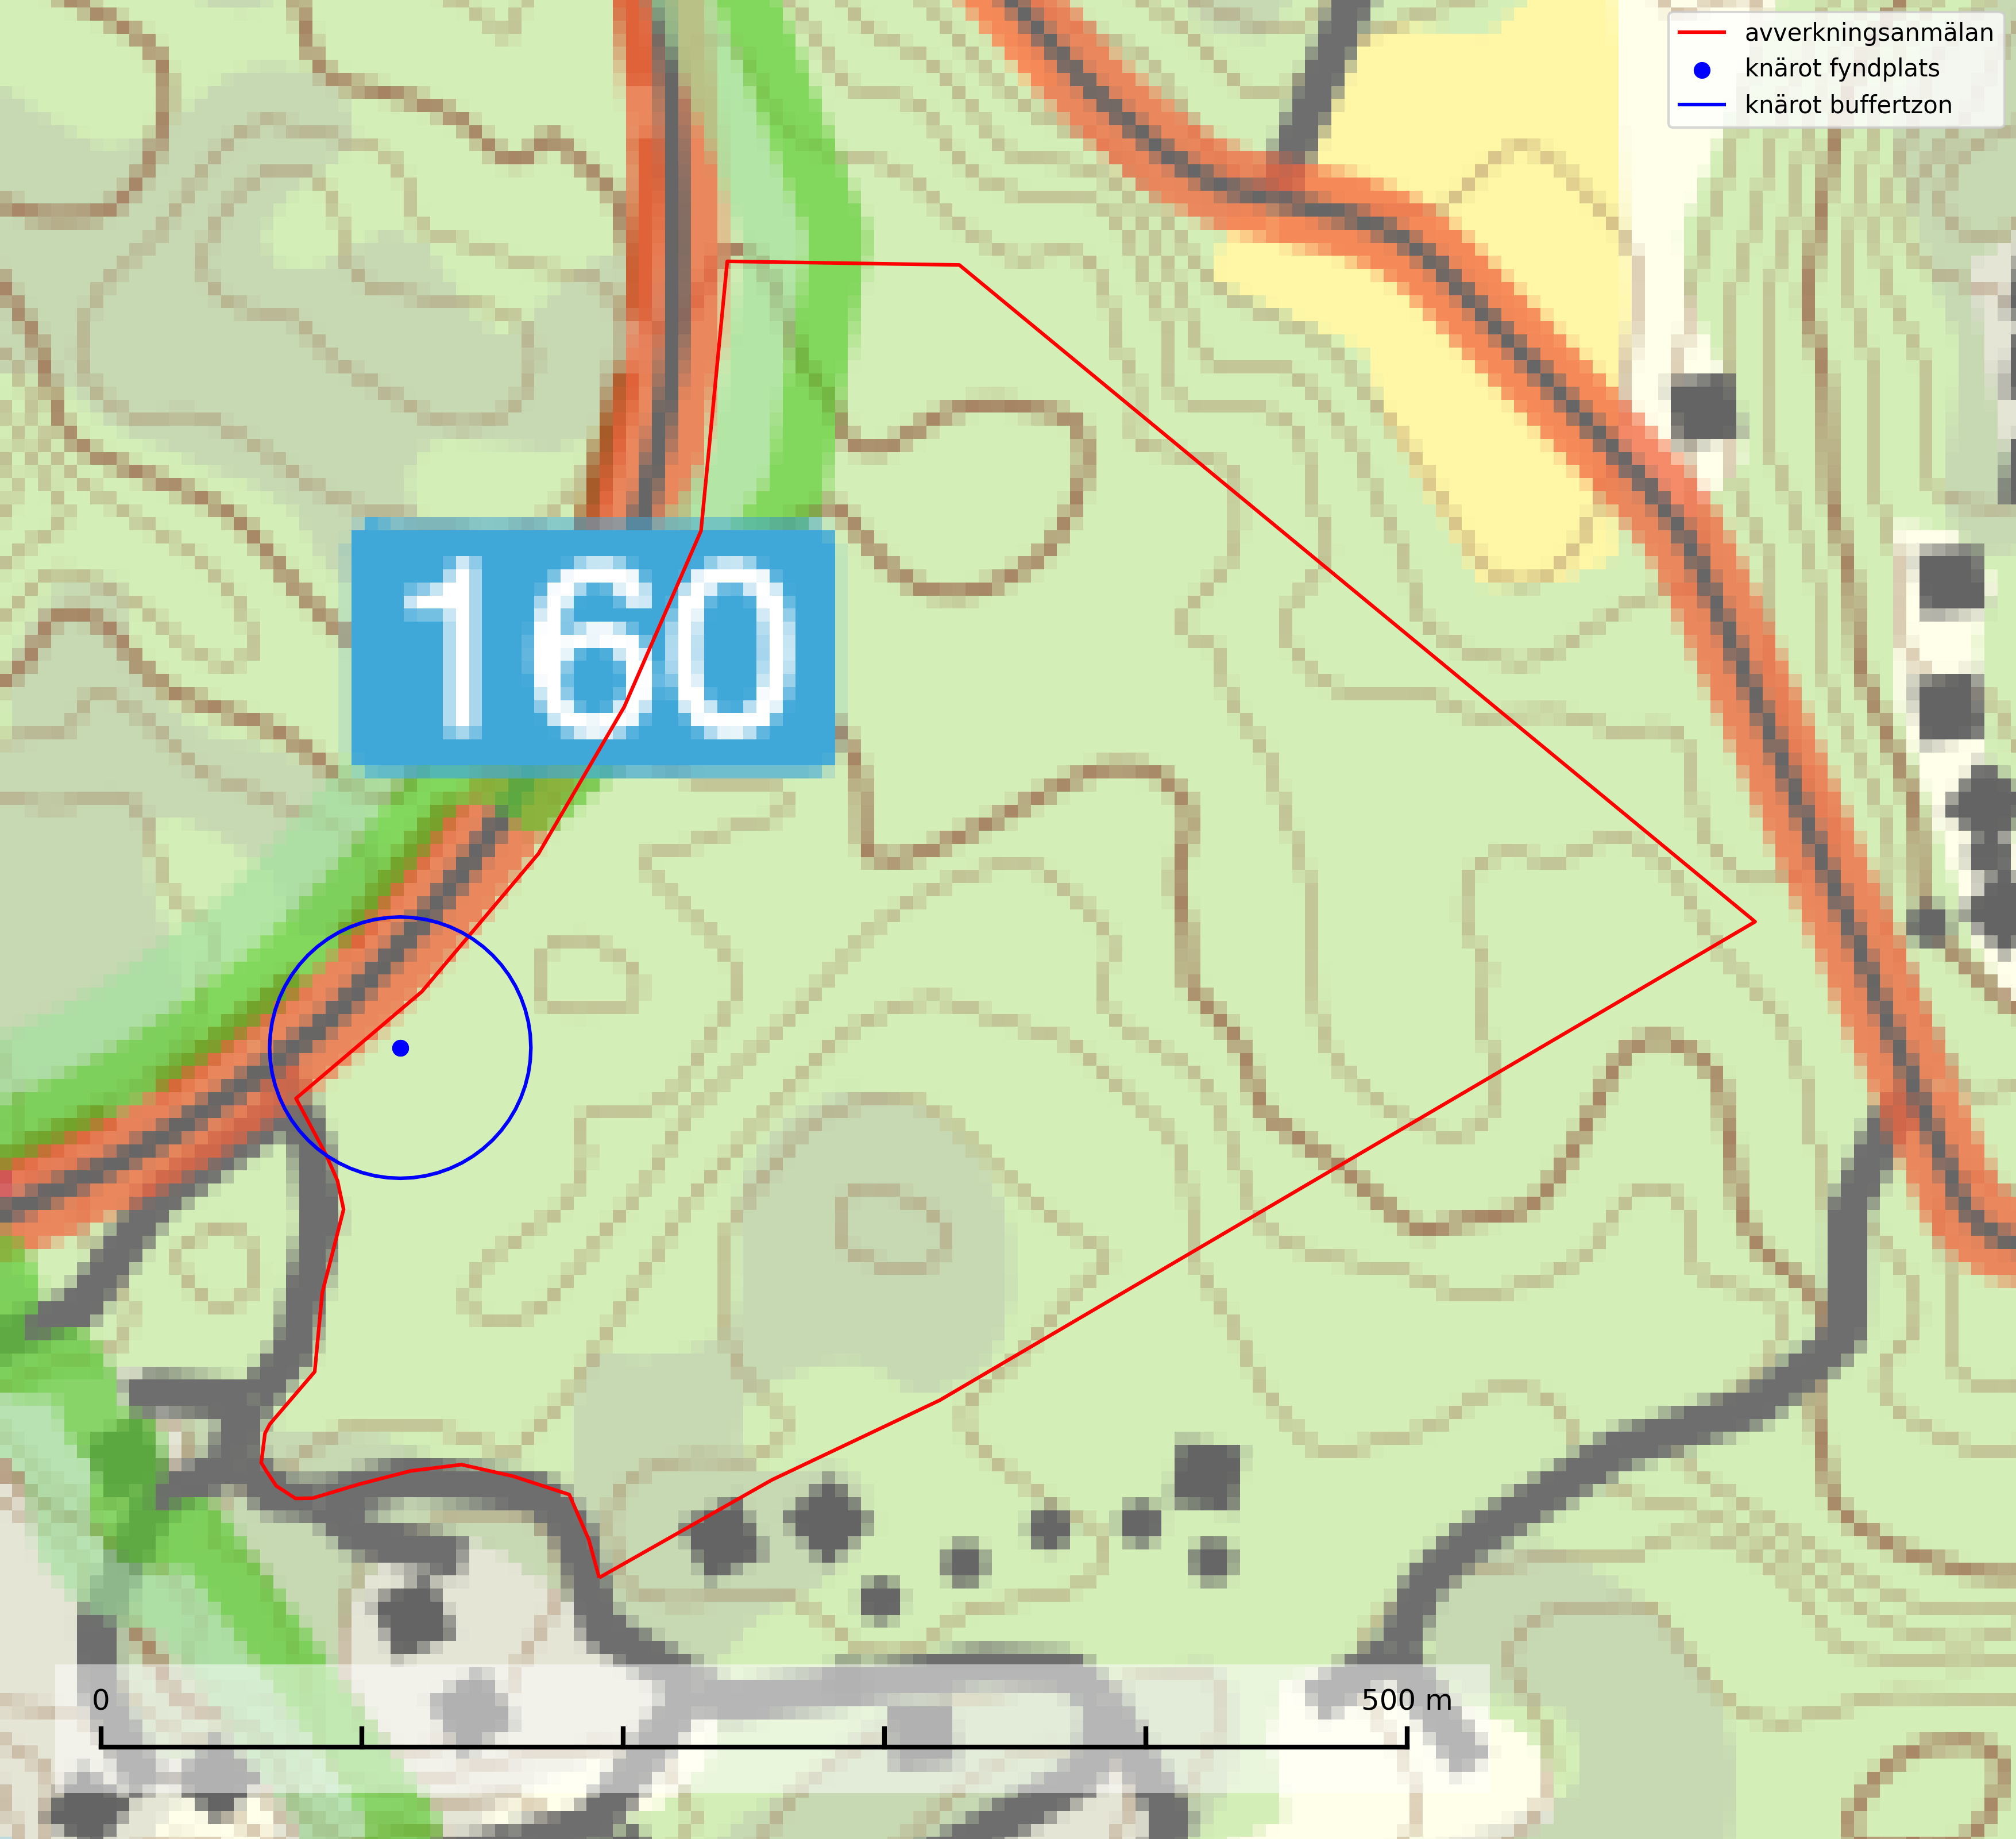 avverkningsanmälan
knärot fyndplats
knärot buffertzon
160
0 500 m